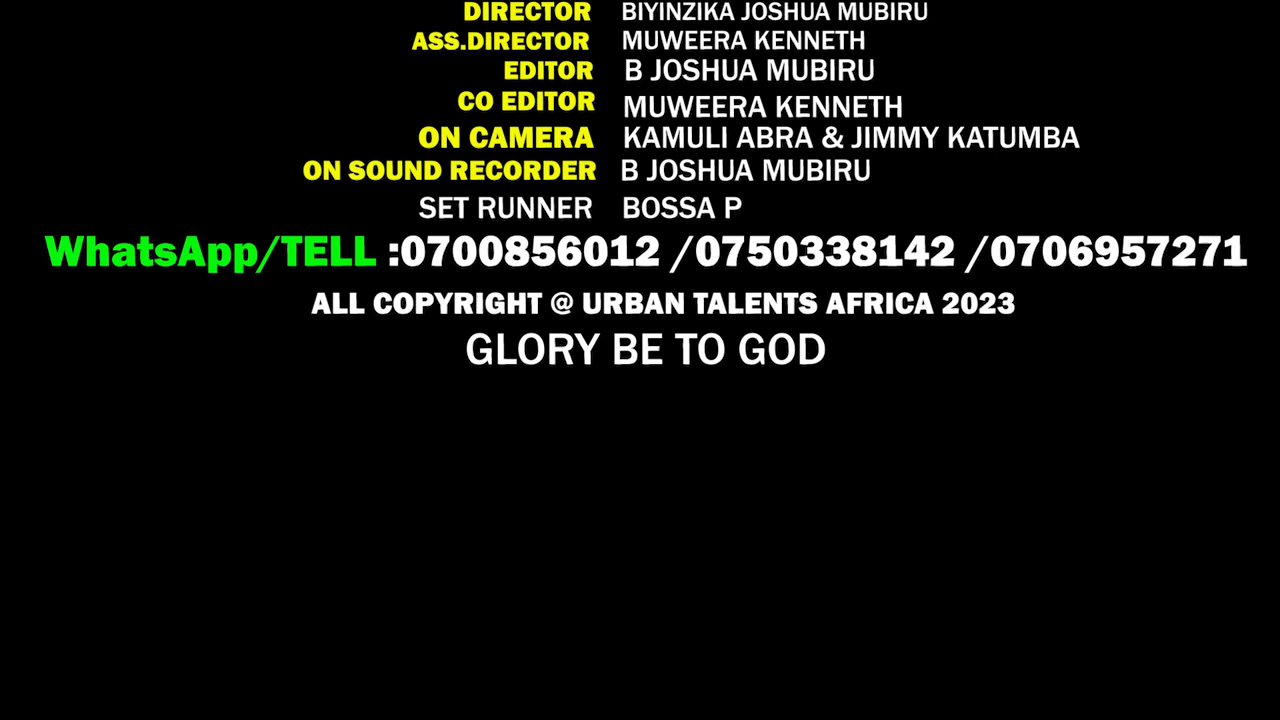 DIRECTOR BIYINZIKA JOSHUA MUBIRU
ASS.DIRECTOR MUWEERA KENNETH
EDITOR B JOSHUA MUBIRU
CO EDITOR MUWEERA KENNETH
ON CAMERA KAMULI ABRA & JIMMY KATUMBA
ON SOUND RECORDER B JOSHUA MUBIRU
SET RUNNER BOSSA P
WhatsApp/TELL :0700856012 /0750338142 /0706957271
ALL COPYRIGHT @ URBAN TALENTS AFRICA 2023
GLORY BE TO GOD